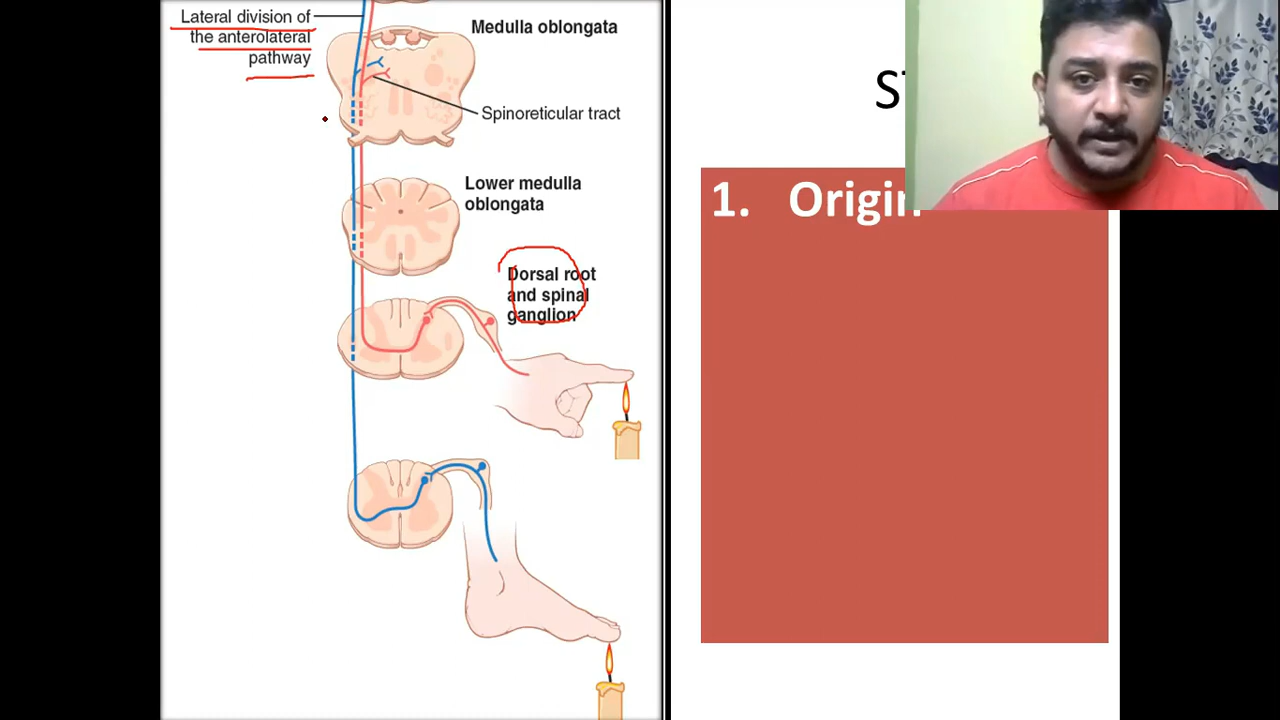 Lateral division of
the anterolateral
pathway
Medulla oblongata
Spinoreticular tract
Lower medulla
oblongata
Dorsal root
and spinal
ganglion
1. Origin